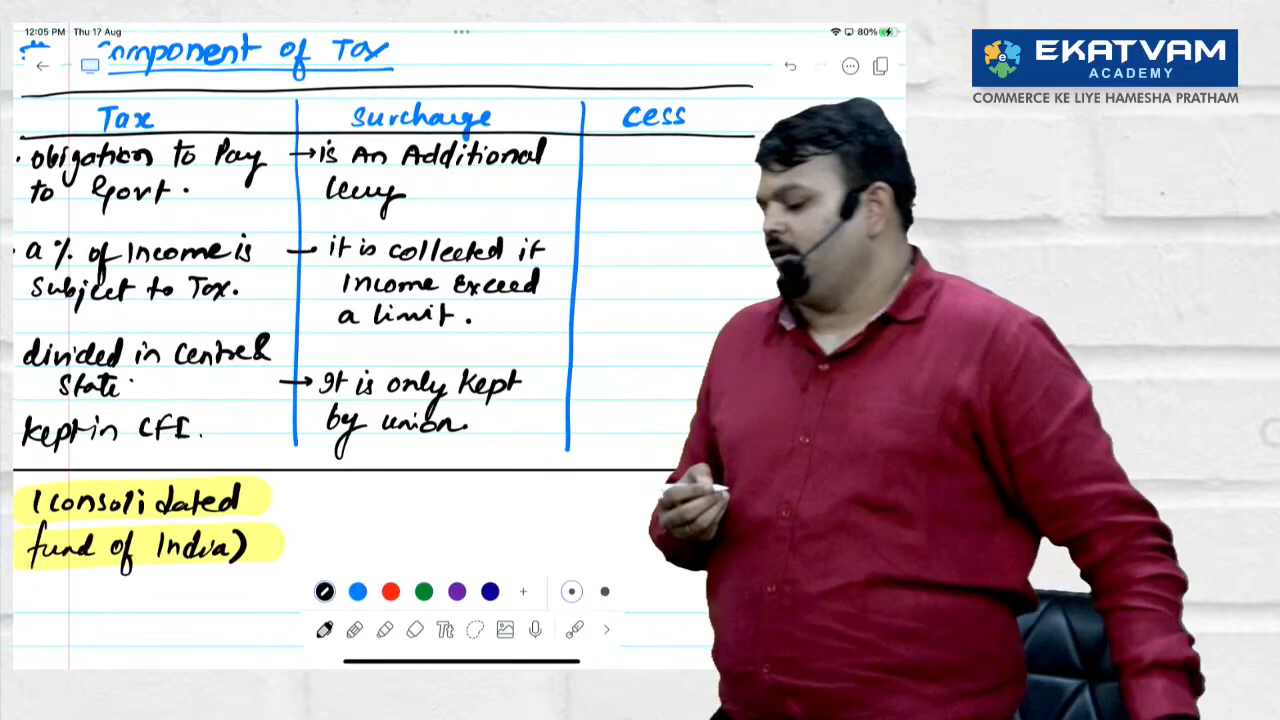 12:05 PM Thu 17 Aug
80%
EKATVAM
ACADEMY
COMMERCE KE LIYE HAMESHA PRATHAM
omponent of Tax
Tax
Surcharge
Cess
obigation to Pay
to Govt.
a % of Income is
subject to Tax.
divided in Centre &
State
kept in CFI.
(Consolidated
fund of India)
→ is An Additional
levy
– it is collected if
Income Exceed
a limit.
→ It is only kept
by union.
Tt